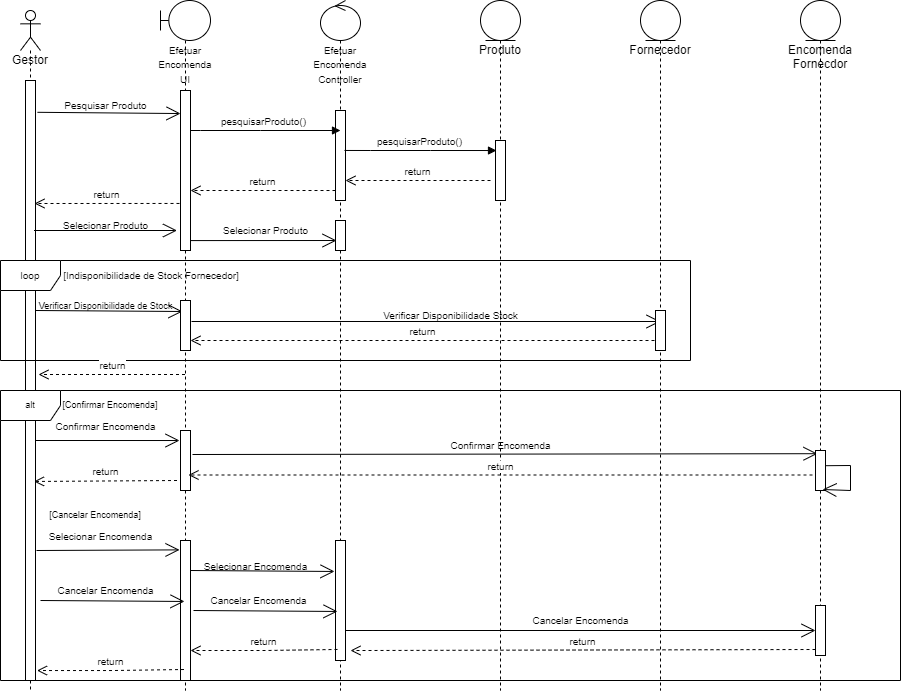 Gestor
Efetuar
Encomenda
UI
Efetuar
Encomenda
Controller
Produto
Fornecedor
Encomenda
Fornecdor
Pesquisar Produto
pesquisarProduto()
pesquisarProduto()
return
return
return
Selecionar Produto
Selecionar Produto
loop
[Indisponibilidade de Stock Fornecedor]
Verificar Disponibilidade de Stock
Verificar Disponibilidade Stock
return
return
alt
[Confirmar Encomenda]
Confirmar Encomenda
Confirmar Encomenda
return
return
[Cancelar Encomenda]
Selecionar Encomenda
Selecionar Encomenda
Cancelar Encomenda
Cancelar Encomenda
Cancelar Encomenda
return
return
return